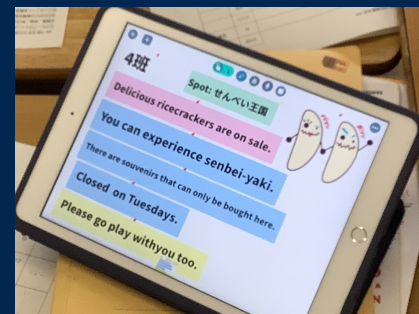 4班
Spot: せんべい王国
Delicious ricecrackers are on sale.
You can experience senbei-yaki.
There are souvenirs that can only be bought here.
Closed on Tuesdays.
Please go play withyou too.